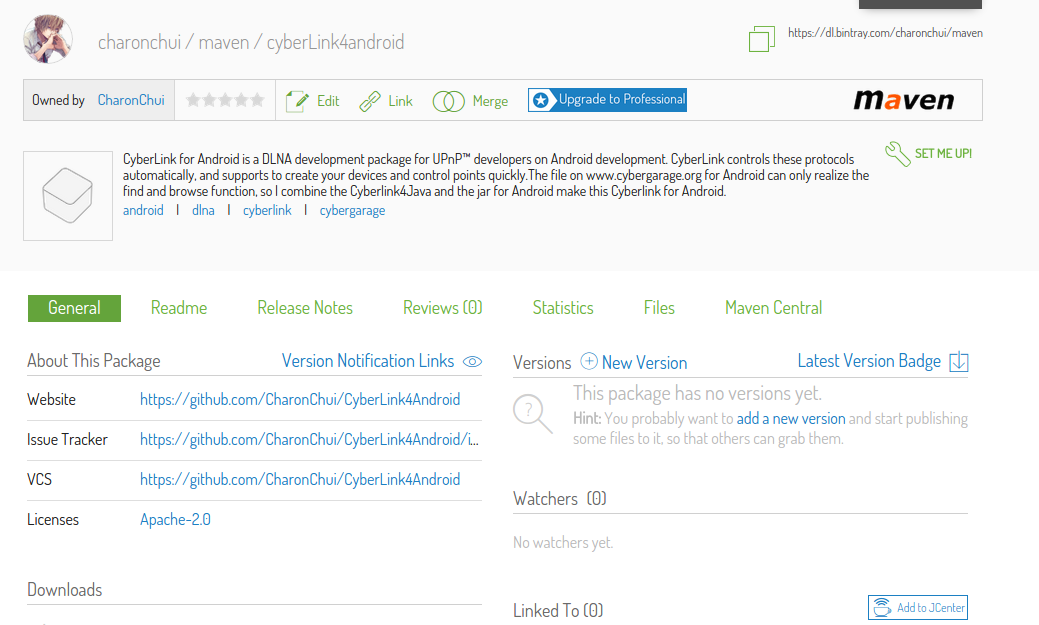 charonchui / maven / cyberLink4android
https://dl.bintray.com/charonchui/maven
Owned by CharonChui
Edit
Link
Merge
Upgrade to Professional
maven
CyberLink for Android is a DLNA development package for UPnP™ developers on Android development. CyberLink controls these protocols
automatically, and supports to create your devices and control points quickly.The file on www.cybergarage.org for Android can only realize the
find and browse function, so I combine the Cyberlink4Java and the jar for Android make this Cyberlink for Android.
SET ME UP!
android | dlna | cyberlink | cybergarage
General Readme Release Notes Reviews (0) Statistics Files Maven Central
About This Package Version Notification Links
Website https://github.com/CharonChui/CyberLink4Android
Issue Tracker https://github.com/CharonChui/CyberLink4Android/i...
VCS https://github.com/CharonChui/CyberLink4Android
Licenses Apache-2.0
Downloads
Versions New Version Latest Version Badge
This package has no versions yet.
Hint: You probably want to add a new version and start publishing
some files to it, so that others can grab them.
Watchers (0)
No watchers yet.
Linked To (0) Add to JCenter